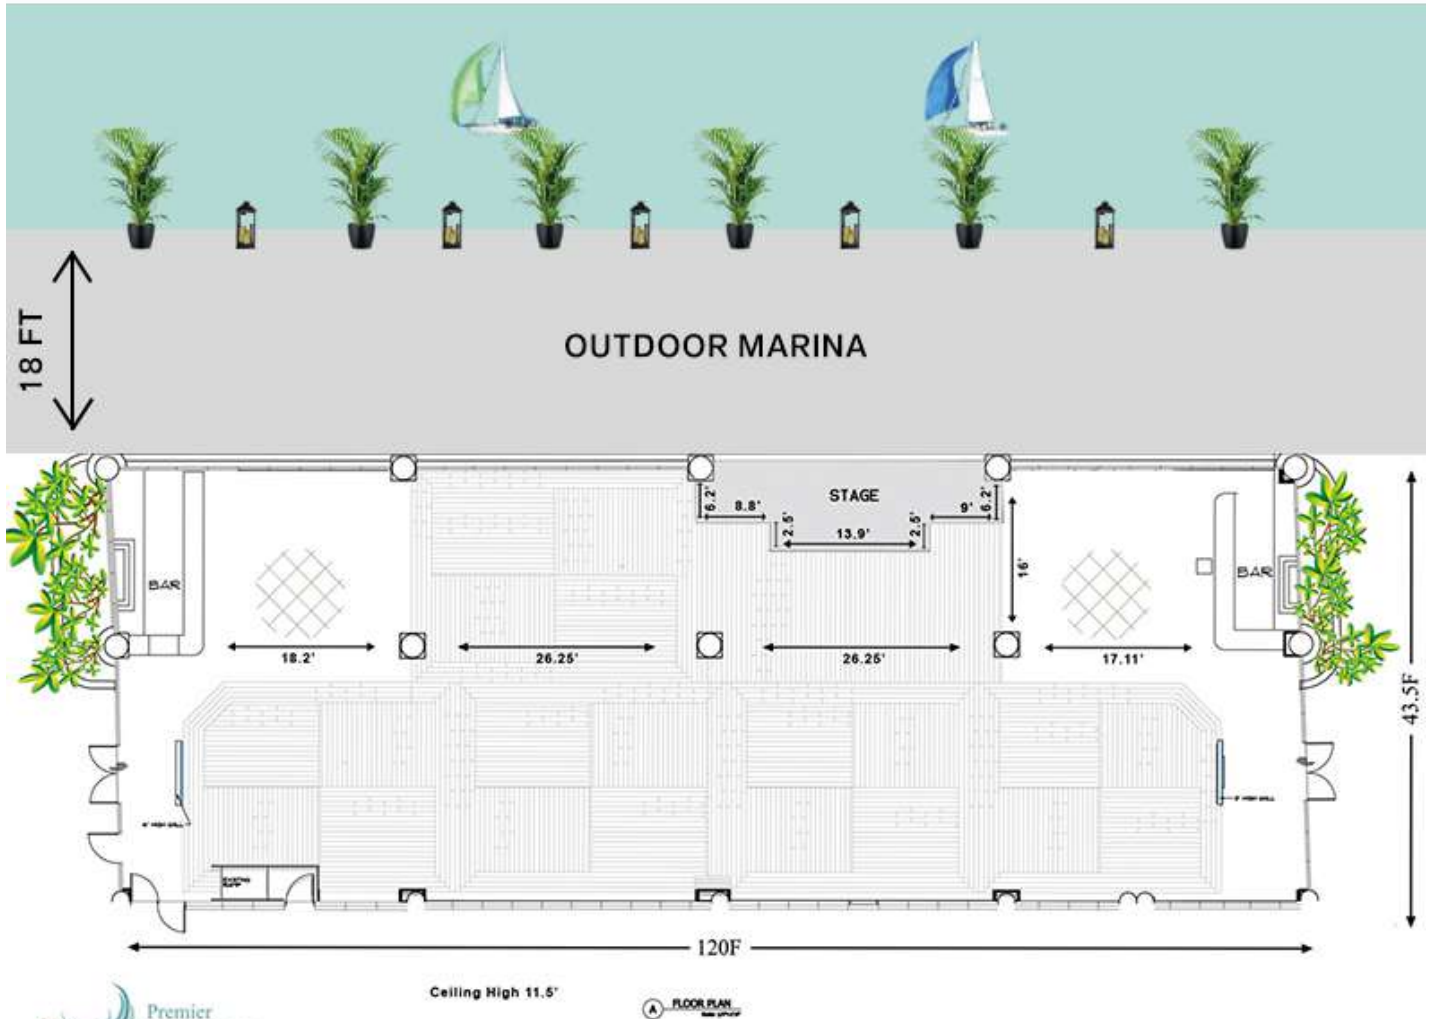 18 FT
OUTDOOR MARINA
STAGE
6.2'
8.8'
2.5'
13.9'
2.5'
9'
6.2'
16'
BAR
BAR
18.2'
26.25'
26.25'
17.11'
43.5F
120F
Ceiling High 11.5'
A FLOOR PLAN
Premier